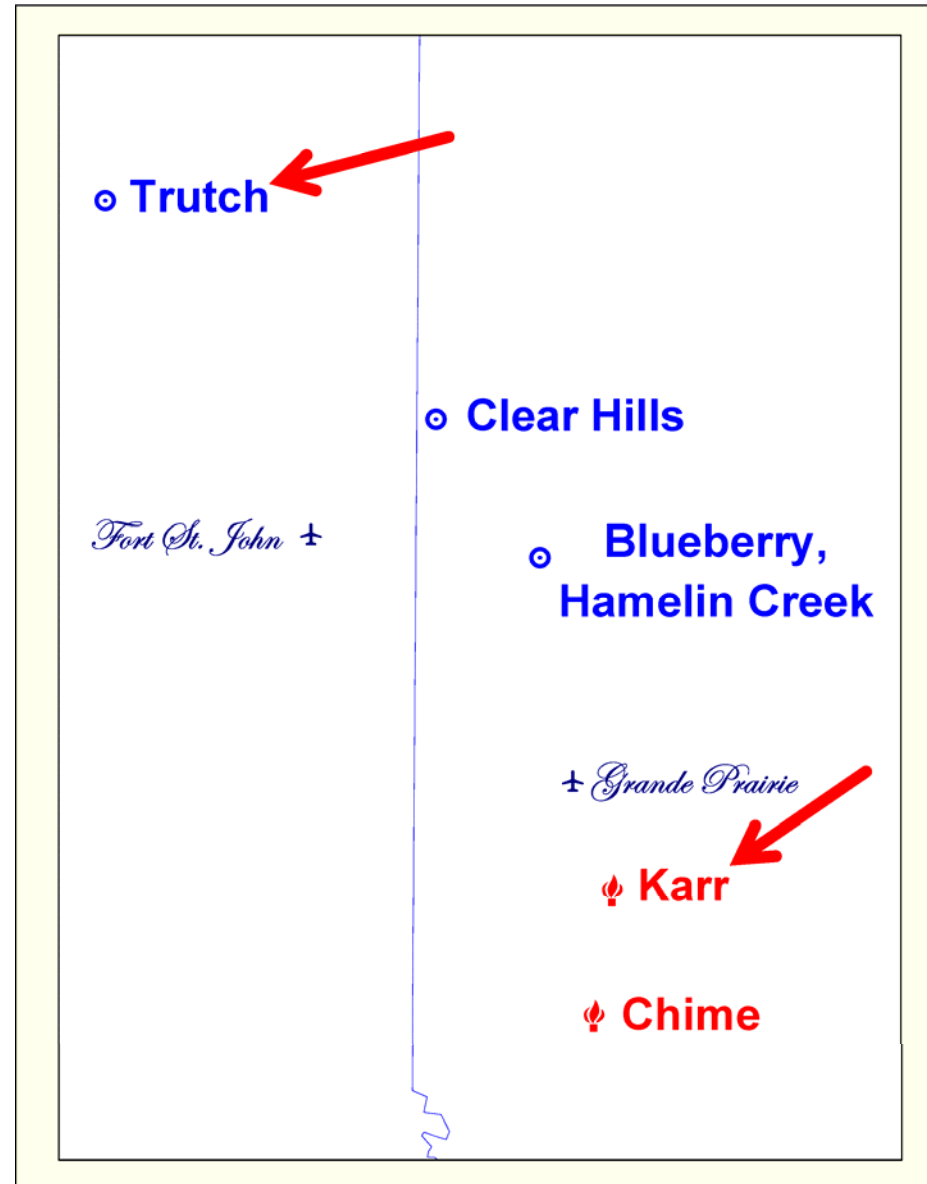 Trutch
Clear Hills
Fort St. John
Blueberry,
Hamelin Creek
Grande Prairie
Karr
Chime